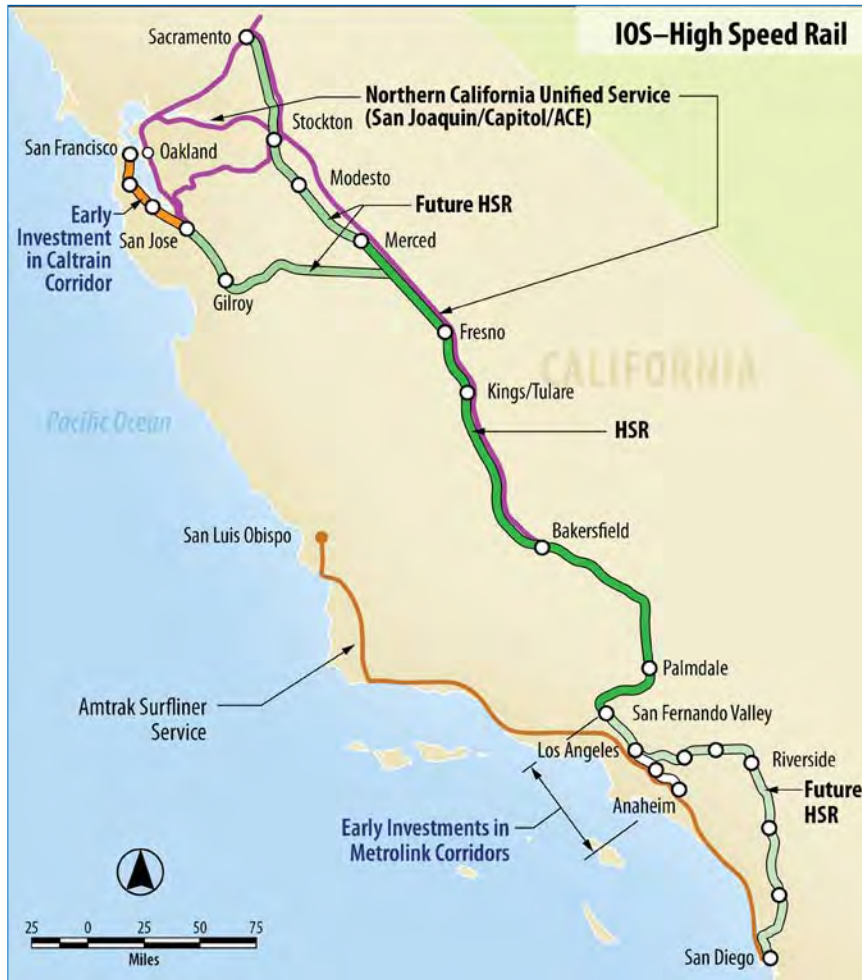 IOS–High Speed Rail
Sacramento
Northern California Unified Service
(San Joaquin/Capitol/ACE)
Stockton
San Francisco
Oakland
Modesto
Early
Investment
in Caltrain
Corridor
Future HSR
San Jose
Merced
Gilroy
Fresno
CALIFORNIA
Kings/Tulare
Pacific Ocean
HSR
San Luis Obispo
Bakersfield
Palmdale
Amtrak Surfliner
Service
San Fernando Valley
Los Angeles
Riverside
Anaheim
Future
HSR
Early Investments in
Metrolink Corridors
25 0 25 50 75
Miles
San Diego